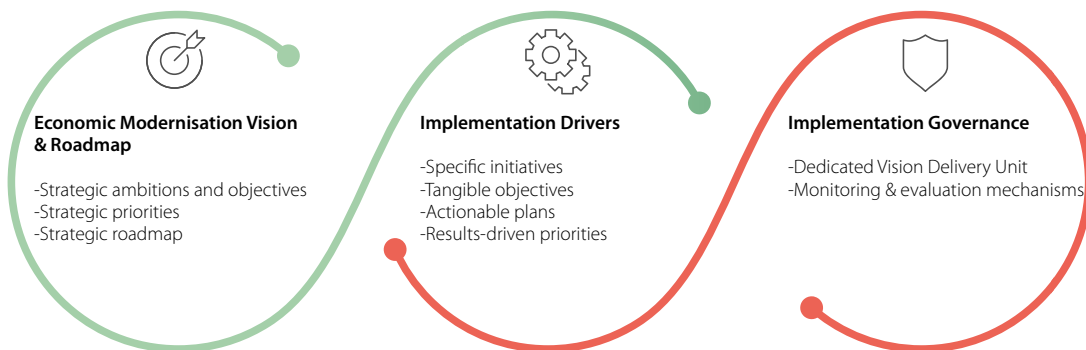 Economic Modernisation Vision
& Roadmap
-Strategic ambitions and objectives
-Strategic priorities
-Strategic roadmap
Implementation Drivers
-Specific initiatives
-Tangible objectives
-Actionable plans
-Results-driven priorities
Implementation Governance
-Dedicated Vision Delivery Unit
-Monitoring & evaluation mechanisms